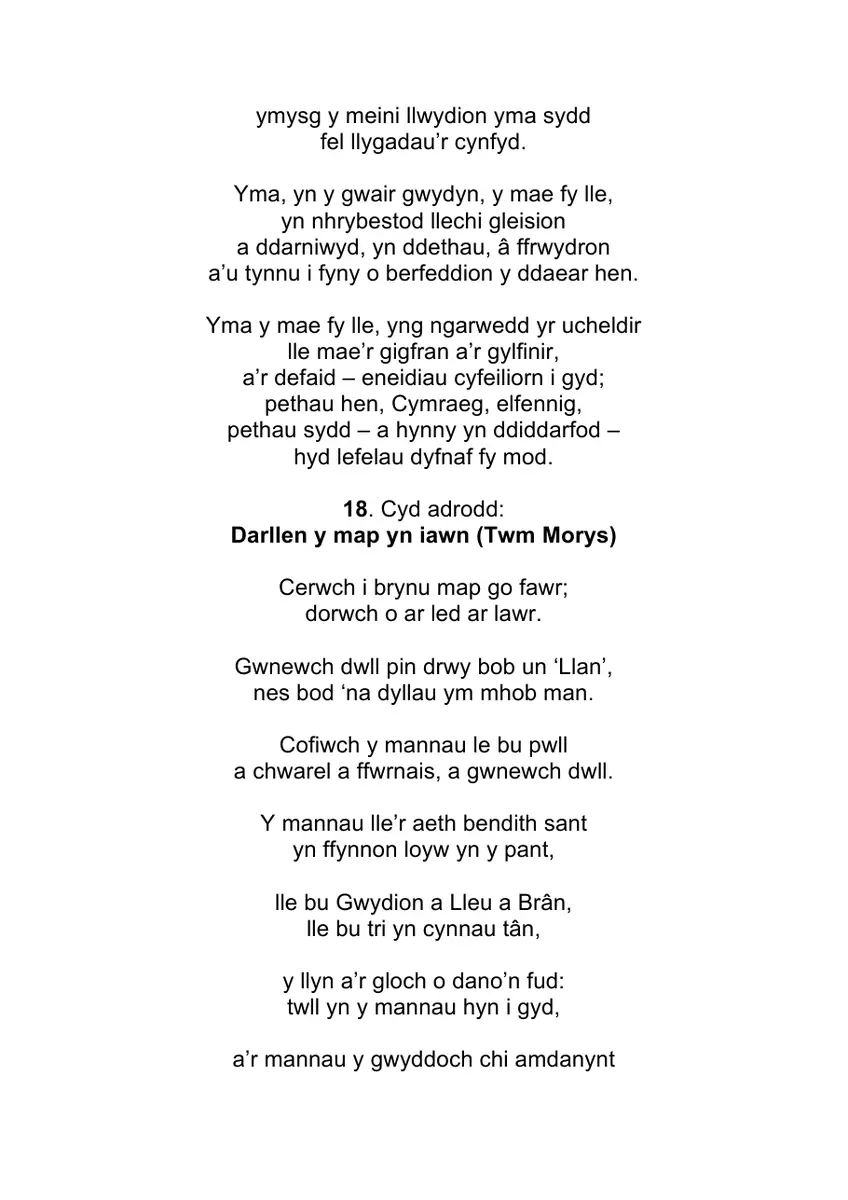 ymysg y meini llwydion yma sydd
fel llygadau’r cynfyd.
Yma, yn y gwair gwydyn, y mae fy lle,
yn nhrybestod llechi gleision
a ddarniwyd, yn ddethau, â ffrwydron
a’u tynnu i fyny o berfeddion y ddaear hen.
Yma y mae fy lle, yng ngarwedd yr ucheldir
lle mae’r gigfran a’r gylfinir,
a’r defaid – eneidiau cyfeiliorn i gyd;
pethau hen, Cymraeg, elfennig,
pethau sydd – a hynny yn ddiddarfod –
hyd lefelau dyfnaf fy mod.
18. Cyd adrodd:
Darllen y map yn iawn (Twm Morys)
Cerwch i brynu map go fawr;
dorwch o ar led ar lawr.
Gwnewch dwll pin drwy bob un ‘Llan’,
nes bod ‘na dyllau ym mhob man.
Cofiwch y mannau le bu pwll
a chwarel a ffwrnais, a gwnewch dwll.
Y mannau lle’r aeth bendith sant
yn ffynnon loyw yn y pant,
lle bu Gwydion a Lleu a Brân,
lle bu tri yn cynnau tân,
y llyn a’r gloch o dano’n fud:
twll yn y mannau hyn i gyd,
a’r mannau y gwyddoch chi amdanynt